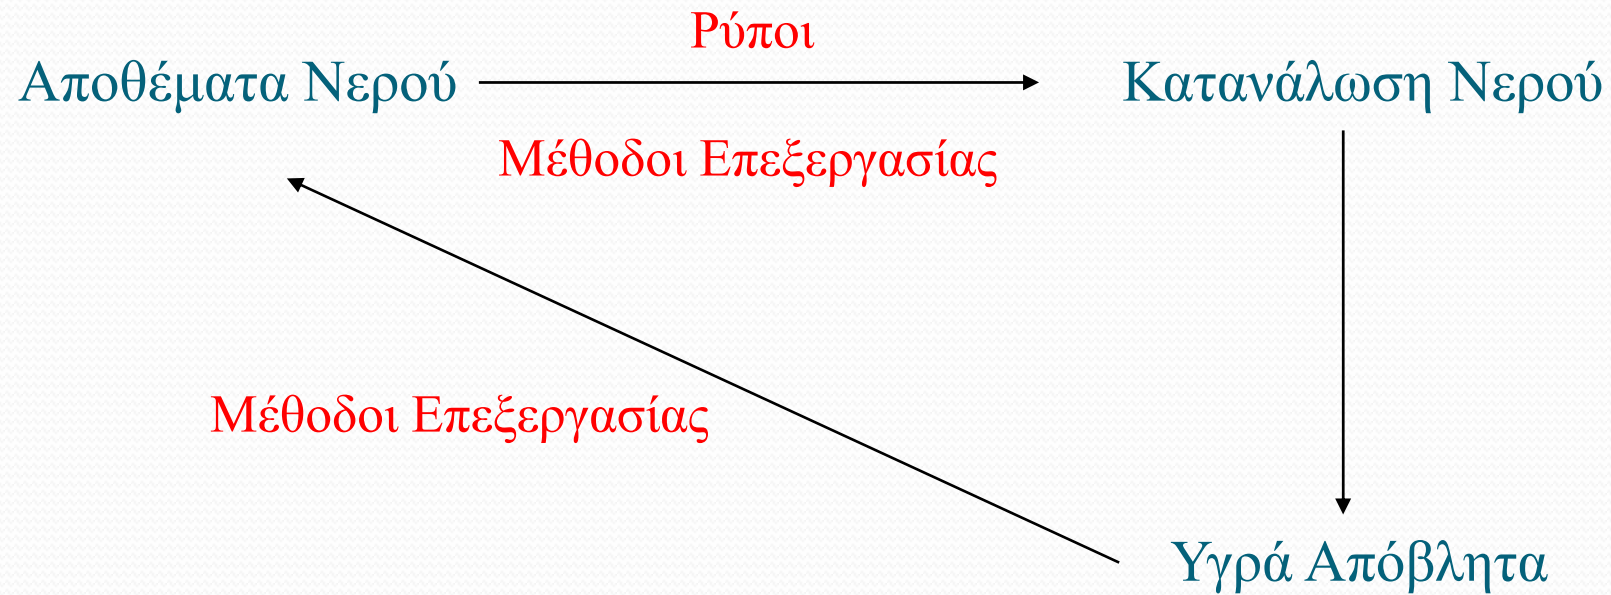 Ρύποι
Αποθέματα Νερού
Κατανάλωση Νερού
Μέθοδοι Επεξεργασίας
Μέθοδοι Επεξεργασίας
Υγρά Απόβλητα